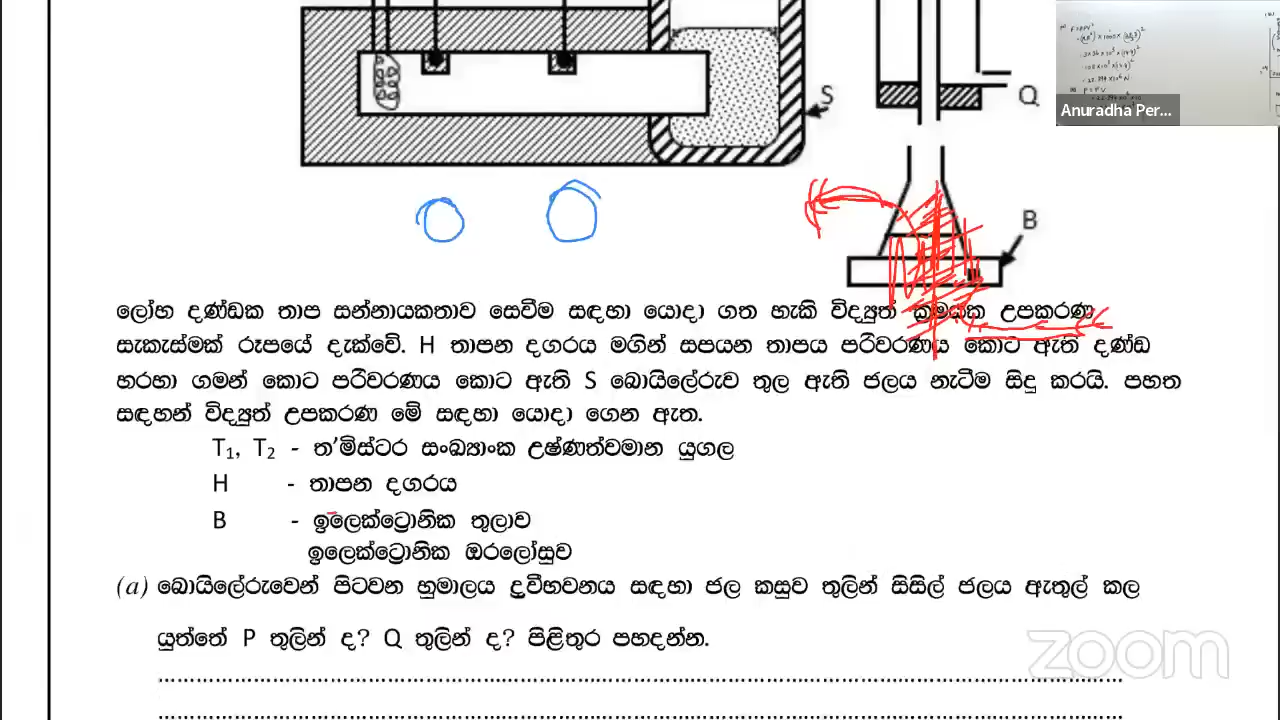 Anuradha Per...
S
Q
B
ලෝහ දණ්ඩක තාප සන්නායකතාව සෙවීම සඳහා යොදා ගත හැකි විද්‍යුත් ක්‍රමයක උපකරණ
සැකැස්මක් රූපයේ දැක්වේ. H තාපන දගරය මගින් සපයන තාපය පරිවරණය කොට ඇති දණ්ඩ
හරහා ගමන් කොට පරිවරණය කොට ඇති S බොයිලේරුව තුල ඇති ජලය නැටීම සිදු කරයි. පහත
සඳහන් විද්‍යුත් උපකරණ මේ සඳහා යොදා ගෙන ඇත.
T₁, T₂ - ත'මිස්ටර සංඛ්‍යාංක උෂ්ණත්වමාන යුගල
H - තාපන දගරය
B - ඉලෙක්ට්‍රොනික තුලාව
ඉලෙක්ට්‍රොනික ඔරලෝසුව
(a) බොයිලේරුවෙන් පිටවන හුමාලය ද්‍රවීභවනය සඳහා ජල කසුව තුලින් සිසිල් ජලය ඇතුල් කල
යුත්තේ P තුලින් ද? Q තුලින් ද? පිළිතුර පහදන්න.
zoom